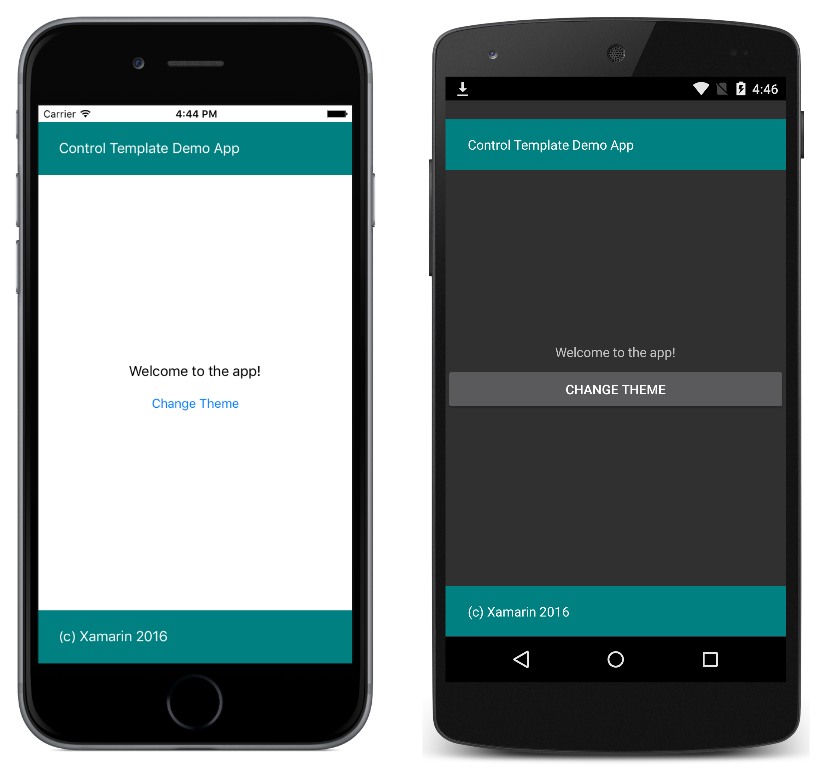 Carrier 4:44 PM
Control Template Demo App
Welcome to the app!
Change Theme
(c) Xamarin 2016
4:46
Control Template Demo App
Welcome to the app!
CHANGE THEME
(c) Xamarin 2016